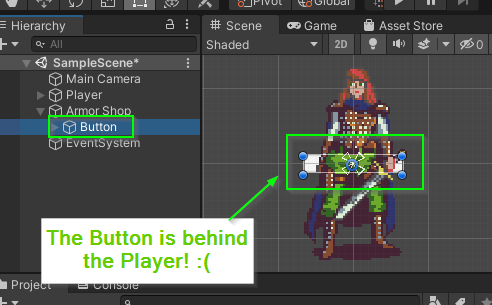 Pivot Global
Hierarchy
Scene Game Asset Store
All
Shaded 2D 0
SampleScene*
Main Camera
Player
Armor Shop
Button
EventSystem
The Button is behind
the Player! :(
Console